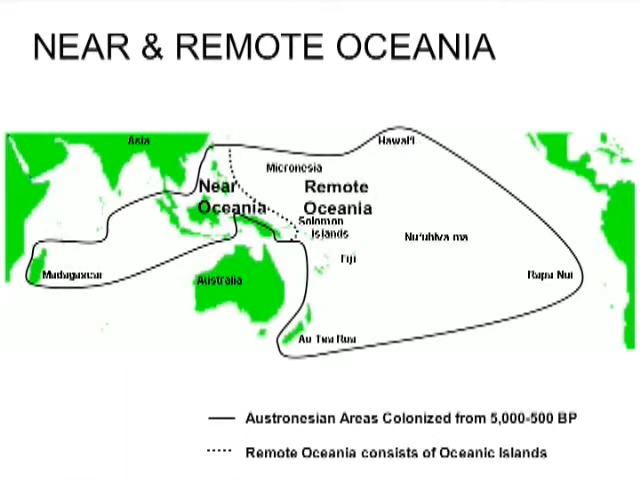 NEAR & REMOTE OCEANIA
Asia
Hawai'i
Micronesia
Near
Oceania
Remote
Oceania
Solomon
Islands
Nu'uhiva ma
Fiji
Madagascar
Australia
Rapa Nui
Au Tea Roa
Austronesian Areas Colonized from 5,000-500 BP
Remote Oceania consists of Oceanic Islands